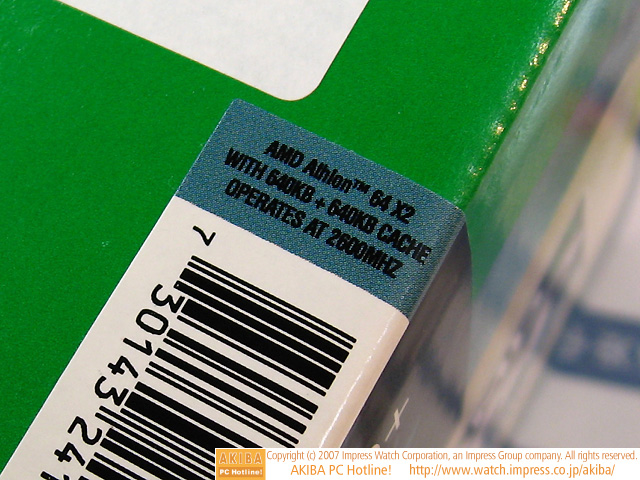 AMD Athlon™ 64 X2
WITH 640KB + 640KB CACHE
OPERATES AT 2600MHZ
7
30143 24
AKIBA
PC Hotline!
Copyright (c) 2007 Impress Watch Corporation, an Impress Group company. All rights reserved.
AKIBA PC Hotline! http://www.watch.impress.co.jp/akiba/